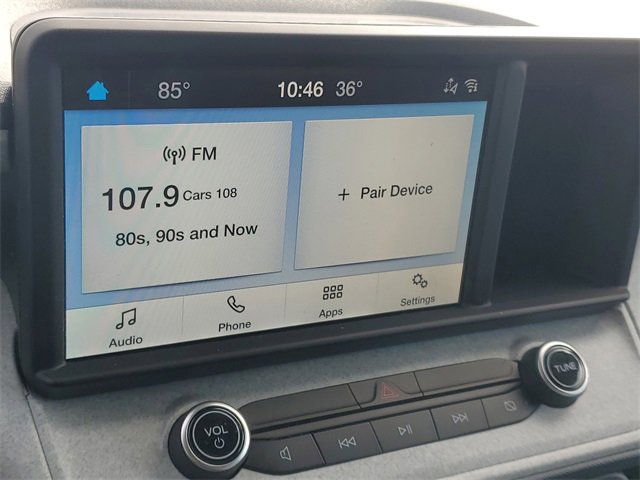 85° 10:46 36°
FM
107.9 Cars 108
80s, 90s and Now
+ Pair Device
Audio Phone Apps Settings
VOL
TUNE